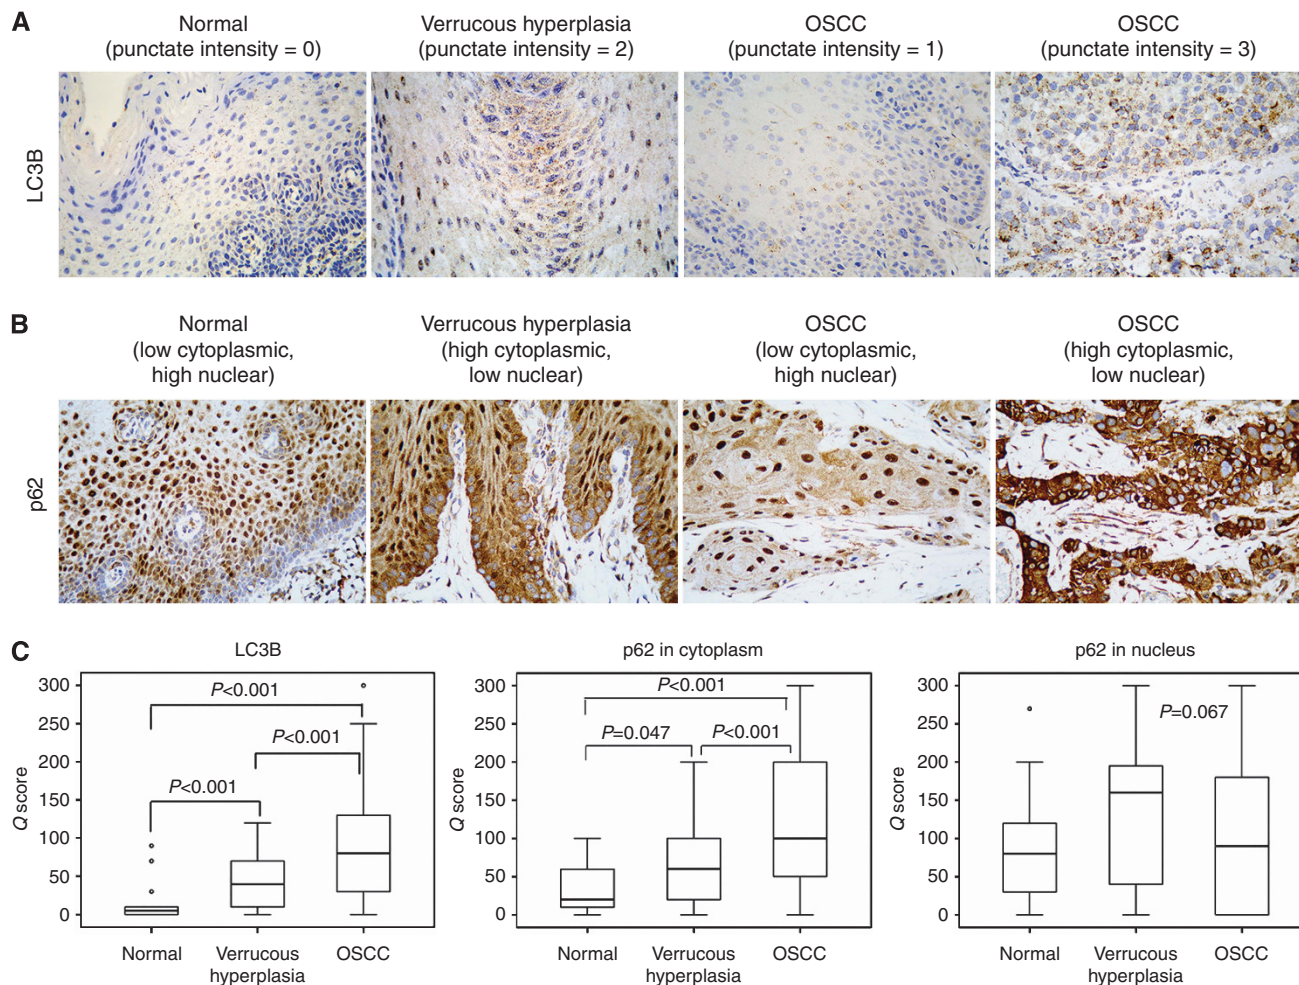 A
Normal
(punctate intensity = 0)
Verrucous hyperplasia
(punctate intensity = 2)
OSCC
(punctate intensity = 1)
OSCC
(punctate intensity = 3)
LC3B
B
Normal
(low cytoplasmic,
high nuclear)
Verrucous hyperplasia
(high cytoplasmic,
low nuclear)
OSCC
(low cytoplasmic,
high nuclear)
OSCC
(high cytoplasmic,
low nuclear)
p62
C
LC3B
Q score
300
250
200
150
100
50
0
P<0.001
P<0.001
P<0.001
Normal
Verrucous
hyperplasia
OSCC
p62 in cytoplasm
Q score
300
250
200
150
100
50
0
P<0.001
P=0.047
P<0.001
Normal
Verrucous
hyperplasia
OSCC
p62 in nucleus
Q score
300
250
200
150
100
50
0
P=0.067
Normal
Verrucous
hyperplasia
OSCC